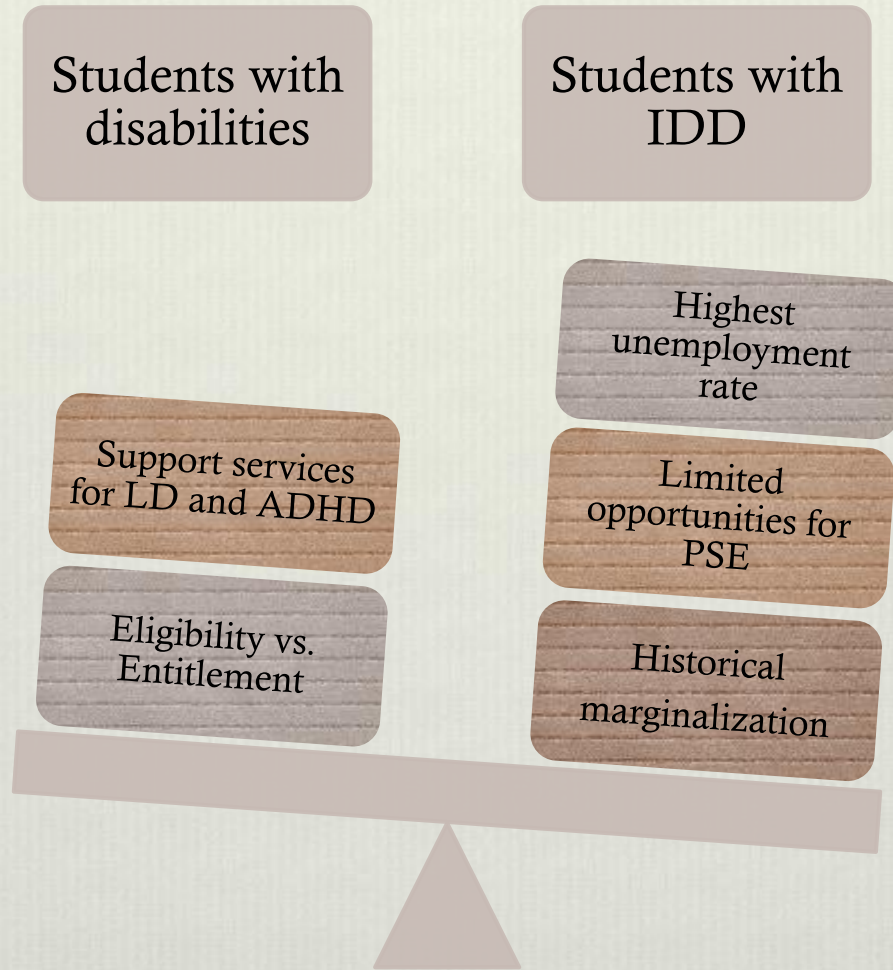 Students with
disabilities
Students with
IDD
Support services
for LD and ADHD
Eligibility vs.
Entitlement
Highest
unemployment
rate
Limited
opportunities for
PSE
Historical
marginalization